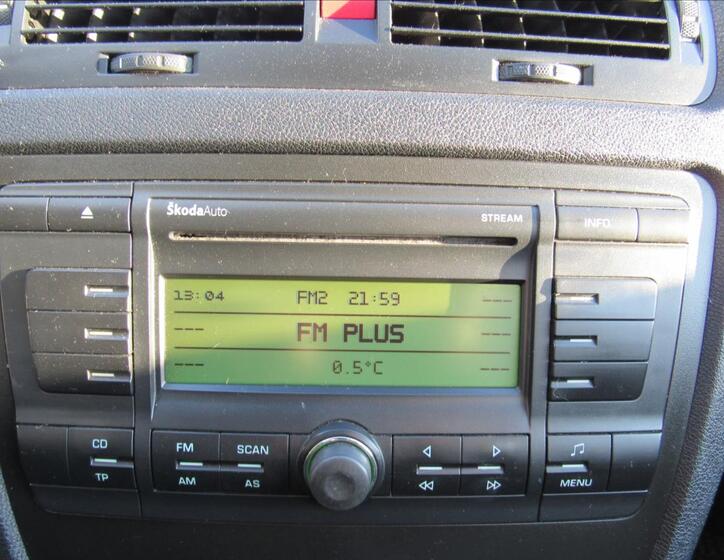 ŠkodaAuto STREAM INFO
13:04 FM2 21:59 ---
--- FM PLUS ---
--- 0.5°C ---
CD FM SCAN
TP AM AS MENU